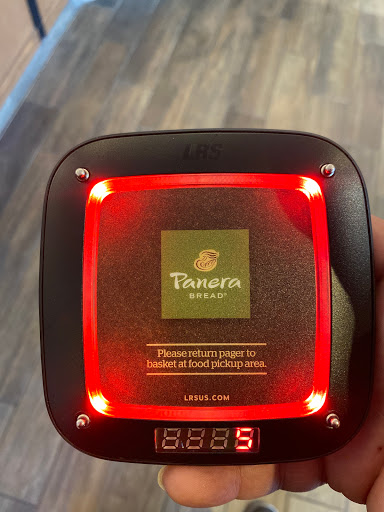 LRS
Panera
BREAD®
Please return pager to
basket at food pickup area.
LRSUS.COM
5